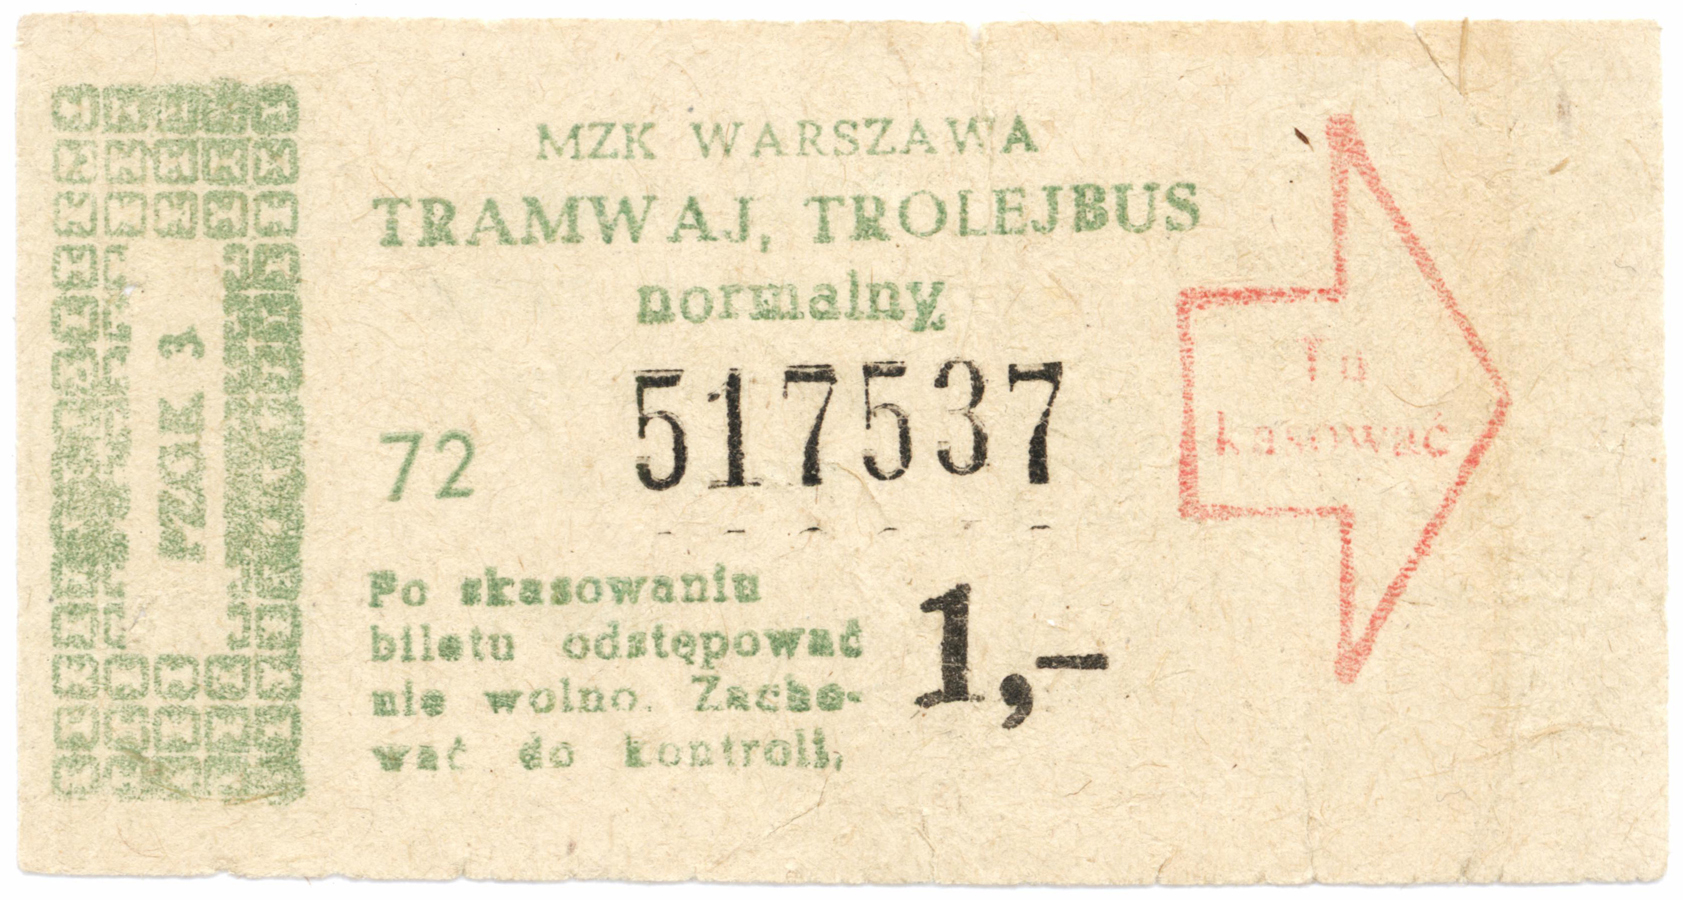 MZK WARSZAWA
TRAMWAJ, TROLEJBUS
normalny
517537
72
Po skasowaniu
biletu odstępować
nie wolno. Zacho-
wać do kontroli.
1,-
Tu
kasować
PZGK 3